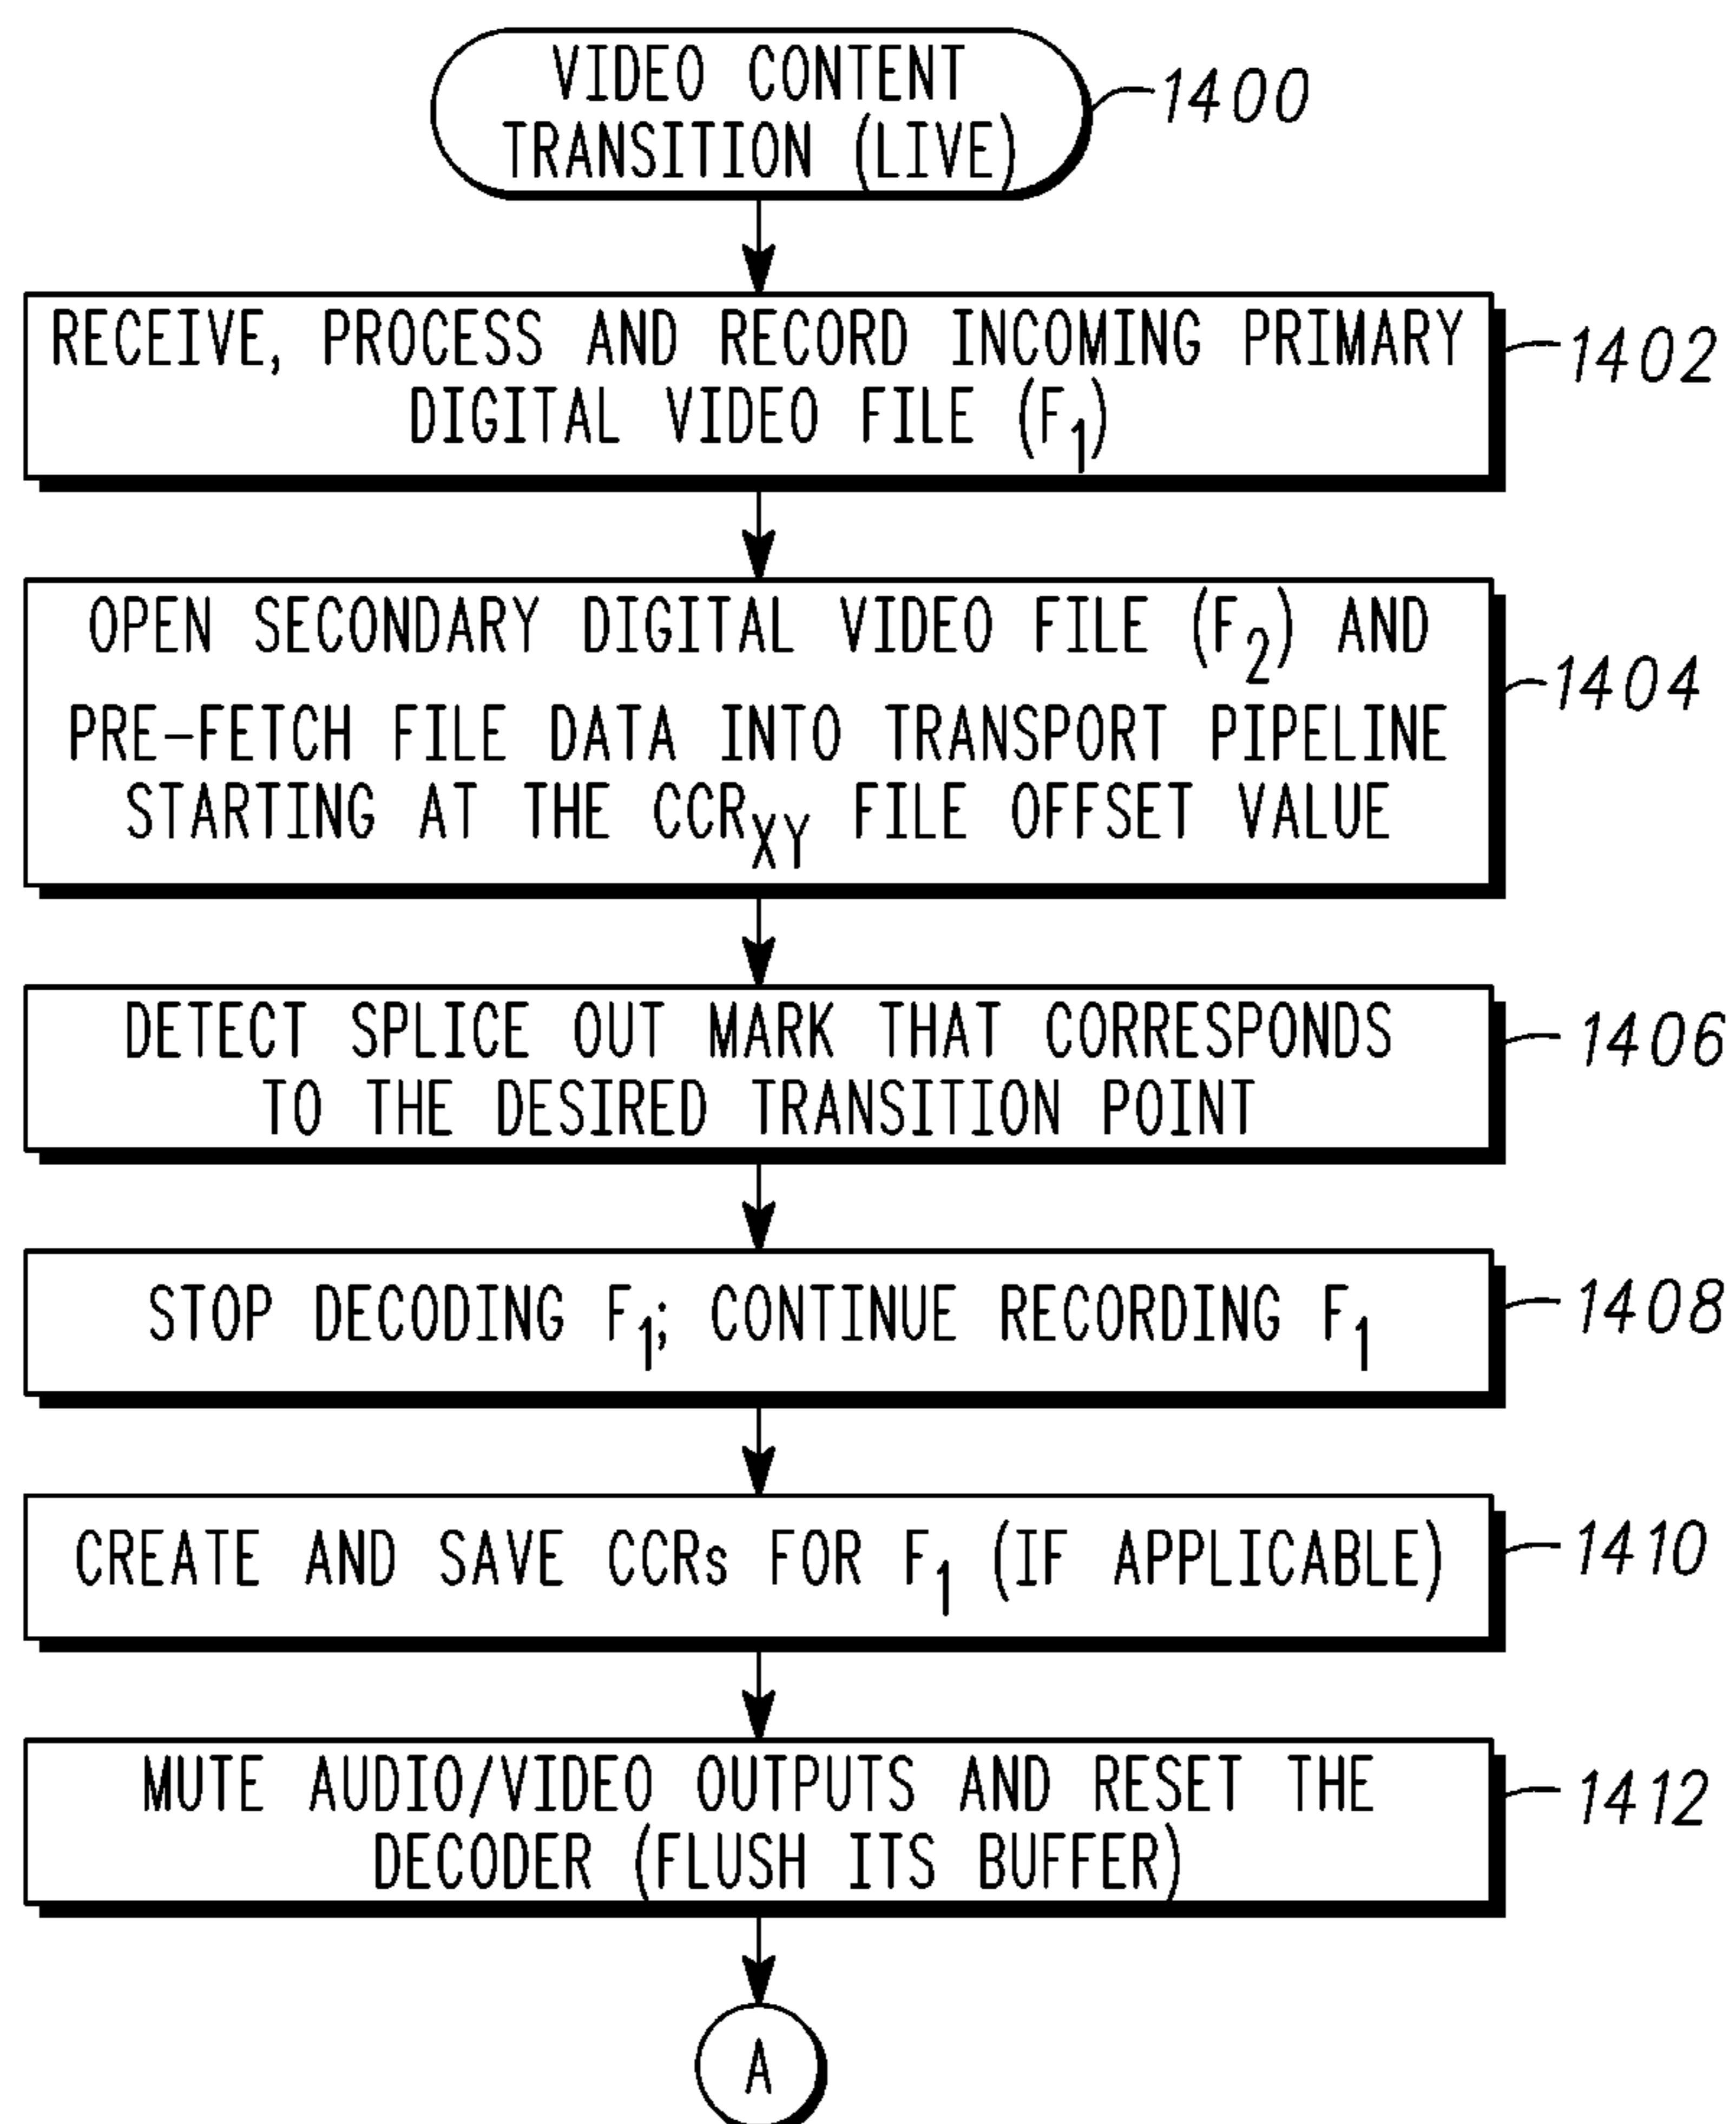 VIDEO CONTENT
TRANSITION (LIVE)
1400
RECEIVE, PROCESS AND RECORD INCOMING PRIMARY
DIGITAL VIDEO FILE (F1)
1402
OPEN SECONDARY DIGITAL VIDEO FILE (F2) AND
PRE-FETCH FILE DATA INTO TRANSPORT PIPELINE
STARTING AT THE CCRXY FILE OFFSET VALUE
1404
DETECT SPLICE OUT MARK THAT CORRESPONDS
TO THE DESIRED TRANSITION POINT
1406
STOP DECODING F1; CONTINUE RECORDING F1
1408
CREATE AND SAVE CCRs FOR F1 (IF APPLICABLE)
1410
MUTE AUDIO/VIDEO OUTPUTS AND RESET THE
DECODER (FLUSH ITS BUFFER)
1412
A